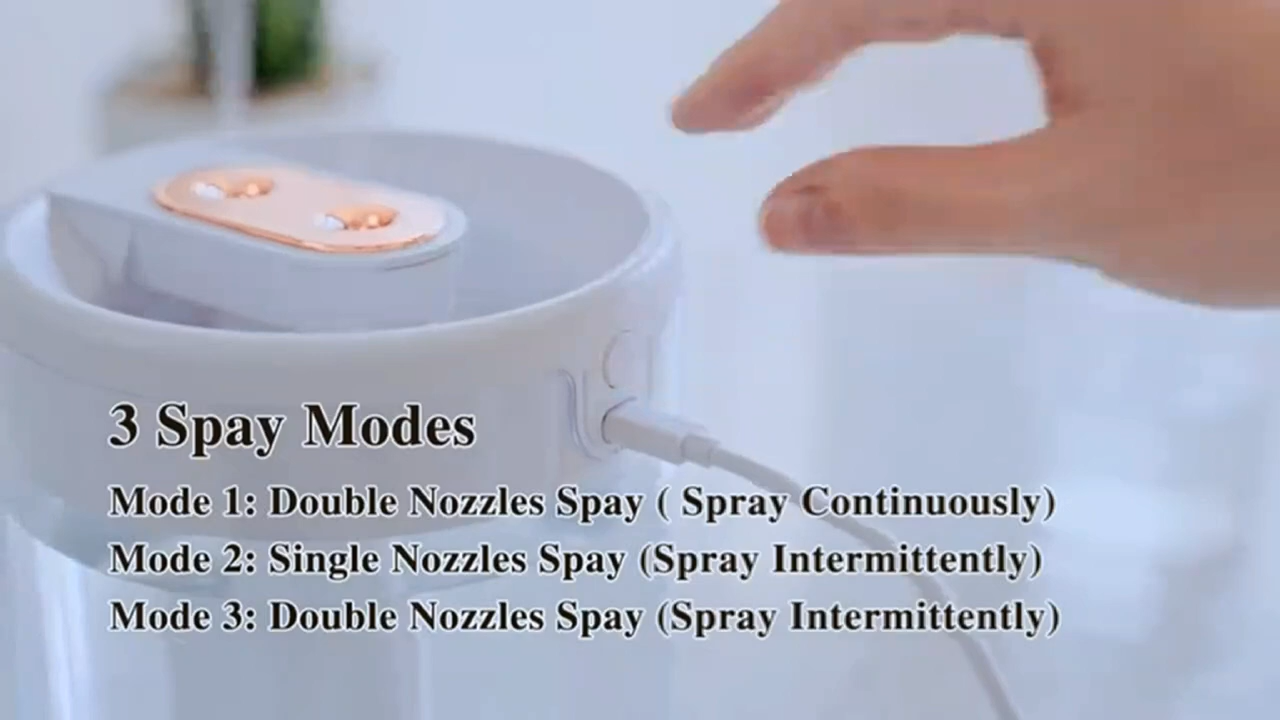 3 Spay Modes
Mode 1: Double Nozzles Spay ( Spray Continuously)
Mode 2: Single Nozzles Spay (Spray Intermittently)
Mode 3: Double Nozzles Spay (Spray Intermittently)